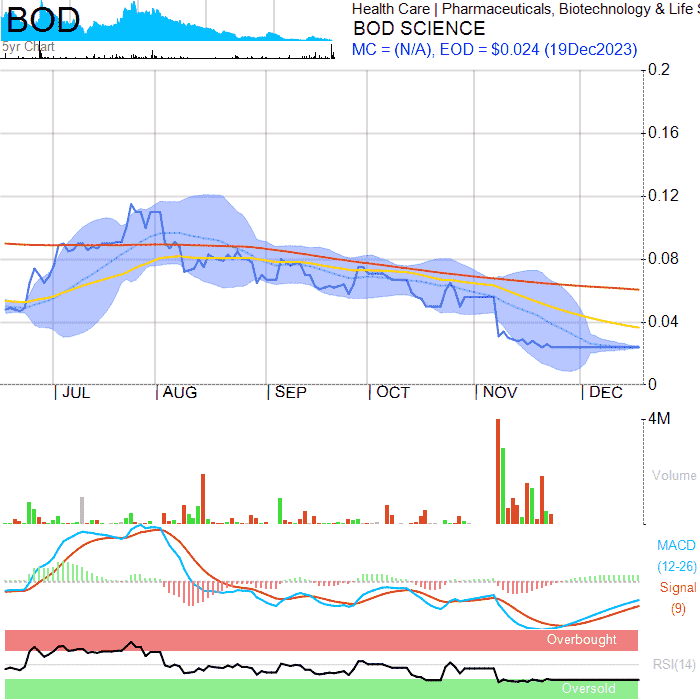 BOD
5yr Chart
Health Care | Pharmaceuticals, Biotechnology & Life
BOD SCIENCE
MC = (N/A), EOD = $0.024 (19Dec2023)
0.2
0.16
0.12
0.08
0.04
0
JUL AUG SEP OCT NOV DEC
4M
Volume
MACD
(12-26)
Signal
(9)
Overbought
RSI(14)
Oversold